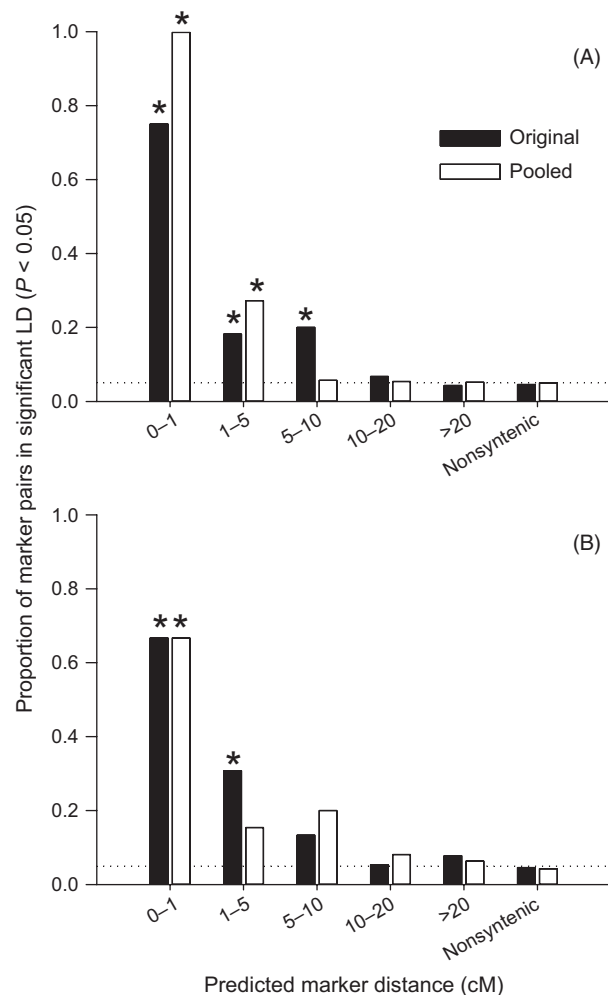 (A)
Original
Pooled
1.0
0.8
0.6
0.4
0.2
0.0
* * * * *
0–1
1–5
5–10
10–20
>20
Nonsyntenic
Proportion of marker pairs in significant LD (P < 0.05)
(B)
1.0
0.8
0.6
0.4
0.2
0.0
* * *
0–1
1–5
5–10
10–20
>20
Nonsyntenic
Predicted marker distance (cM)